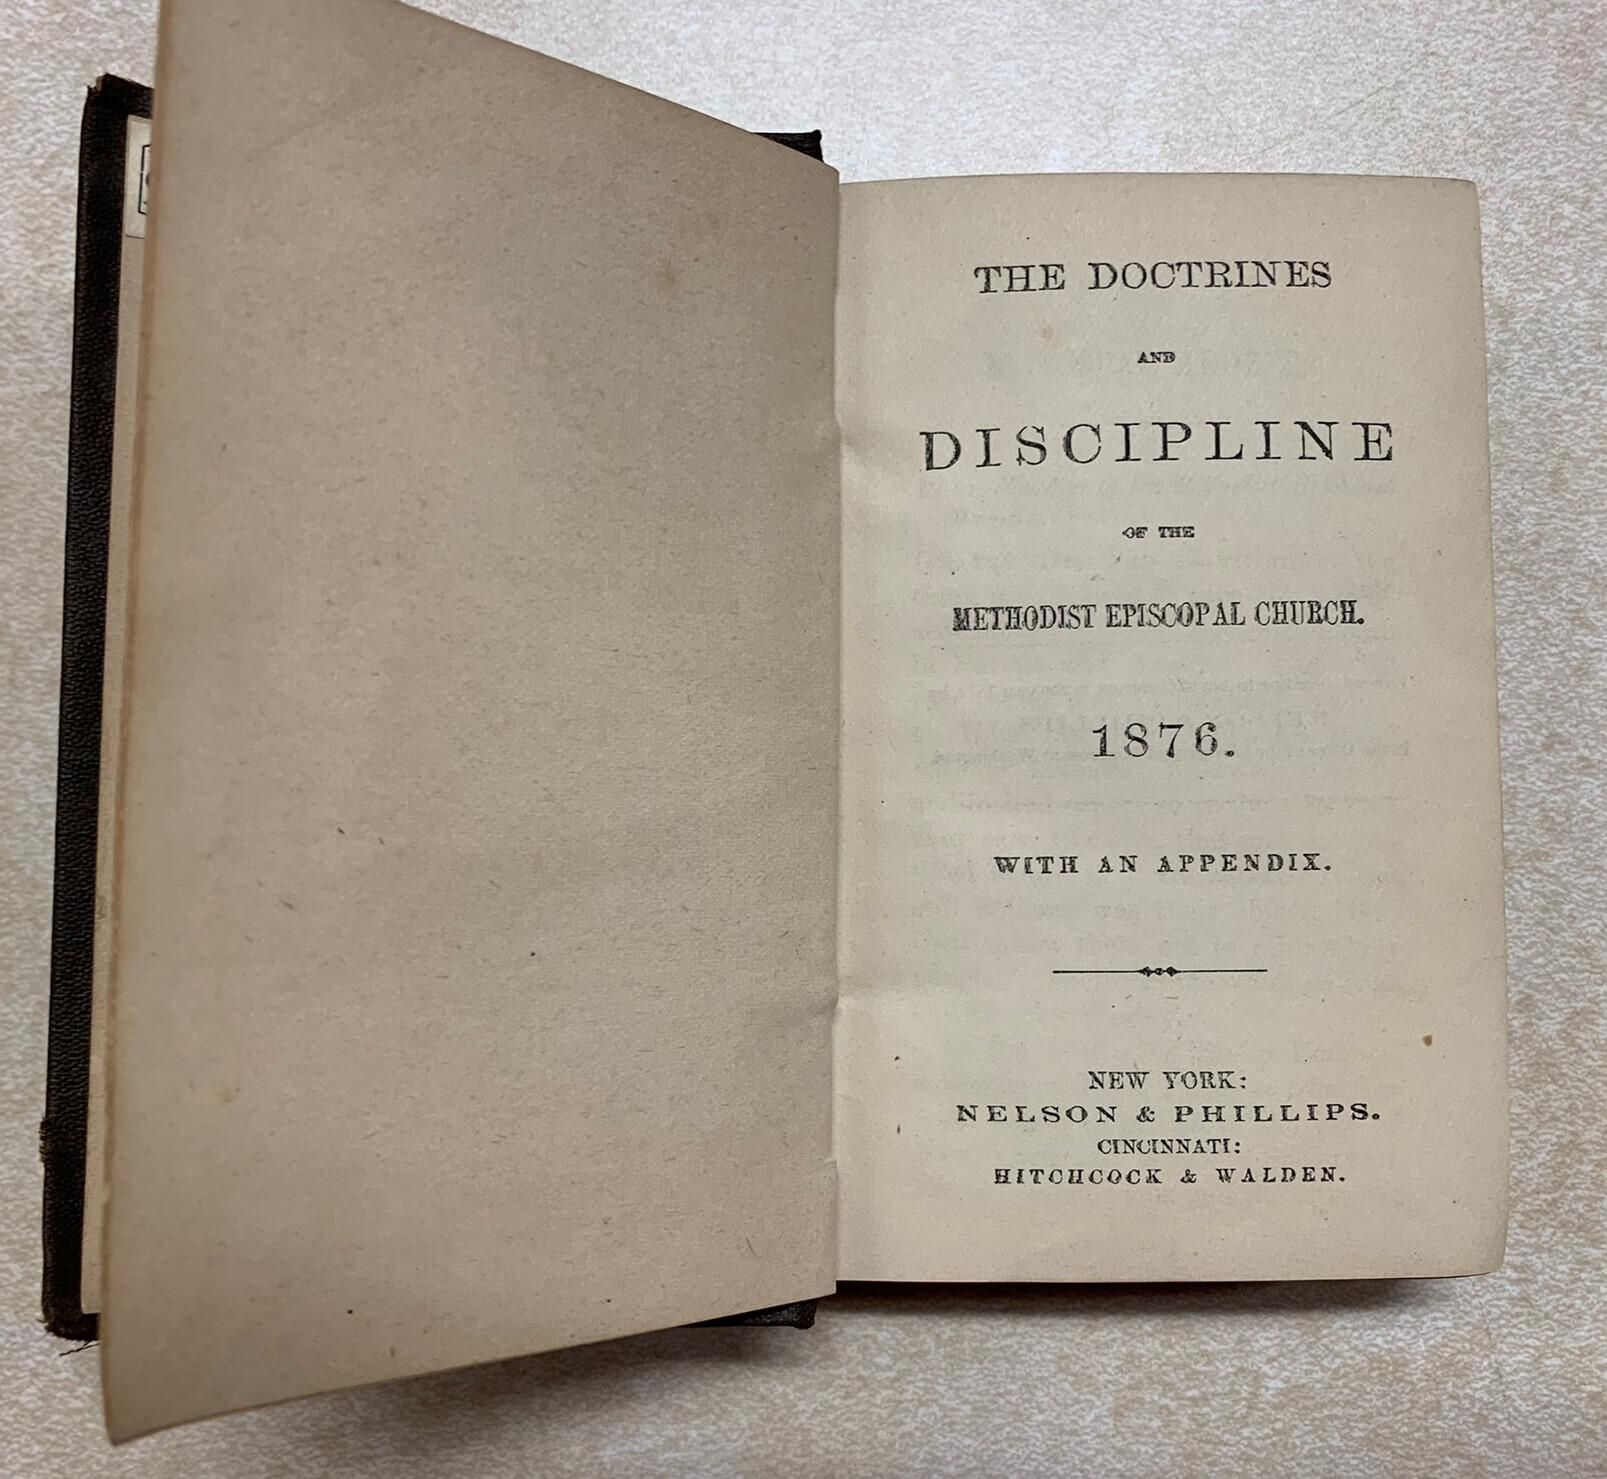 THE DOCTRINES
AND
DISCIPLINE
OF THE
METHODIST EPISCOPAL CHURCH.
1876.
WITH AN APPENDIX.
NEW YORK:
NELSON & PHILLIPS.
CINCINNATI:
HITCHCOCK & WALDEN.